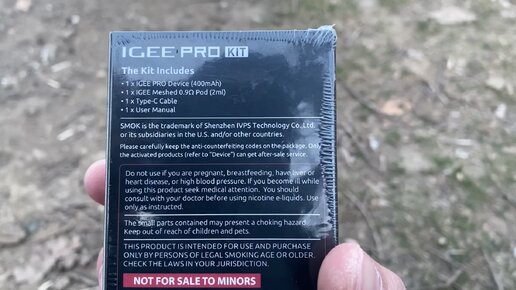 IGEE PRO KIT
The Kit Includes
• 1 x IGEE PRO Device (400mAh)
• 1 x IGEE Meshed 0.9Ω Pod (2ml)
• 1 x Type-C Cable
• 1 x User Manual
SMOK is the trademark of Shenzhen IVPS Technology Co.,Ltd.
or its subsidiaries in the U.S. and/or other countries.
Please carefully keep the anti-counterfeiting codes on the package. Only
the activated products (refer to "Device") can get after-sale service.
Do not use if you are pregnant, breastfeeding, have liver or
heart disease, or high blood pressure. If you become ill while
using this product seek medical attention. You should
consult with your doctor before using nicotine e-liquids. Use
only as instructed.
The small parts contained may present a choking hazard.
Keep out of reach of children and pets.
THIS PRODUCT IS INTENDED FOR USE AND PURCHASE
ONLY BY PERSONS OF LEGAL SMOKING AGE OR OLDER.
CHECK THE LAWS IN YOUR JURISDICTION.
NOT FOR SALE TO MINORS